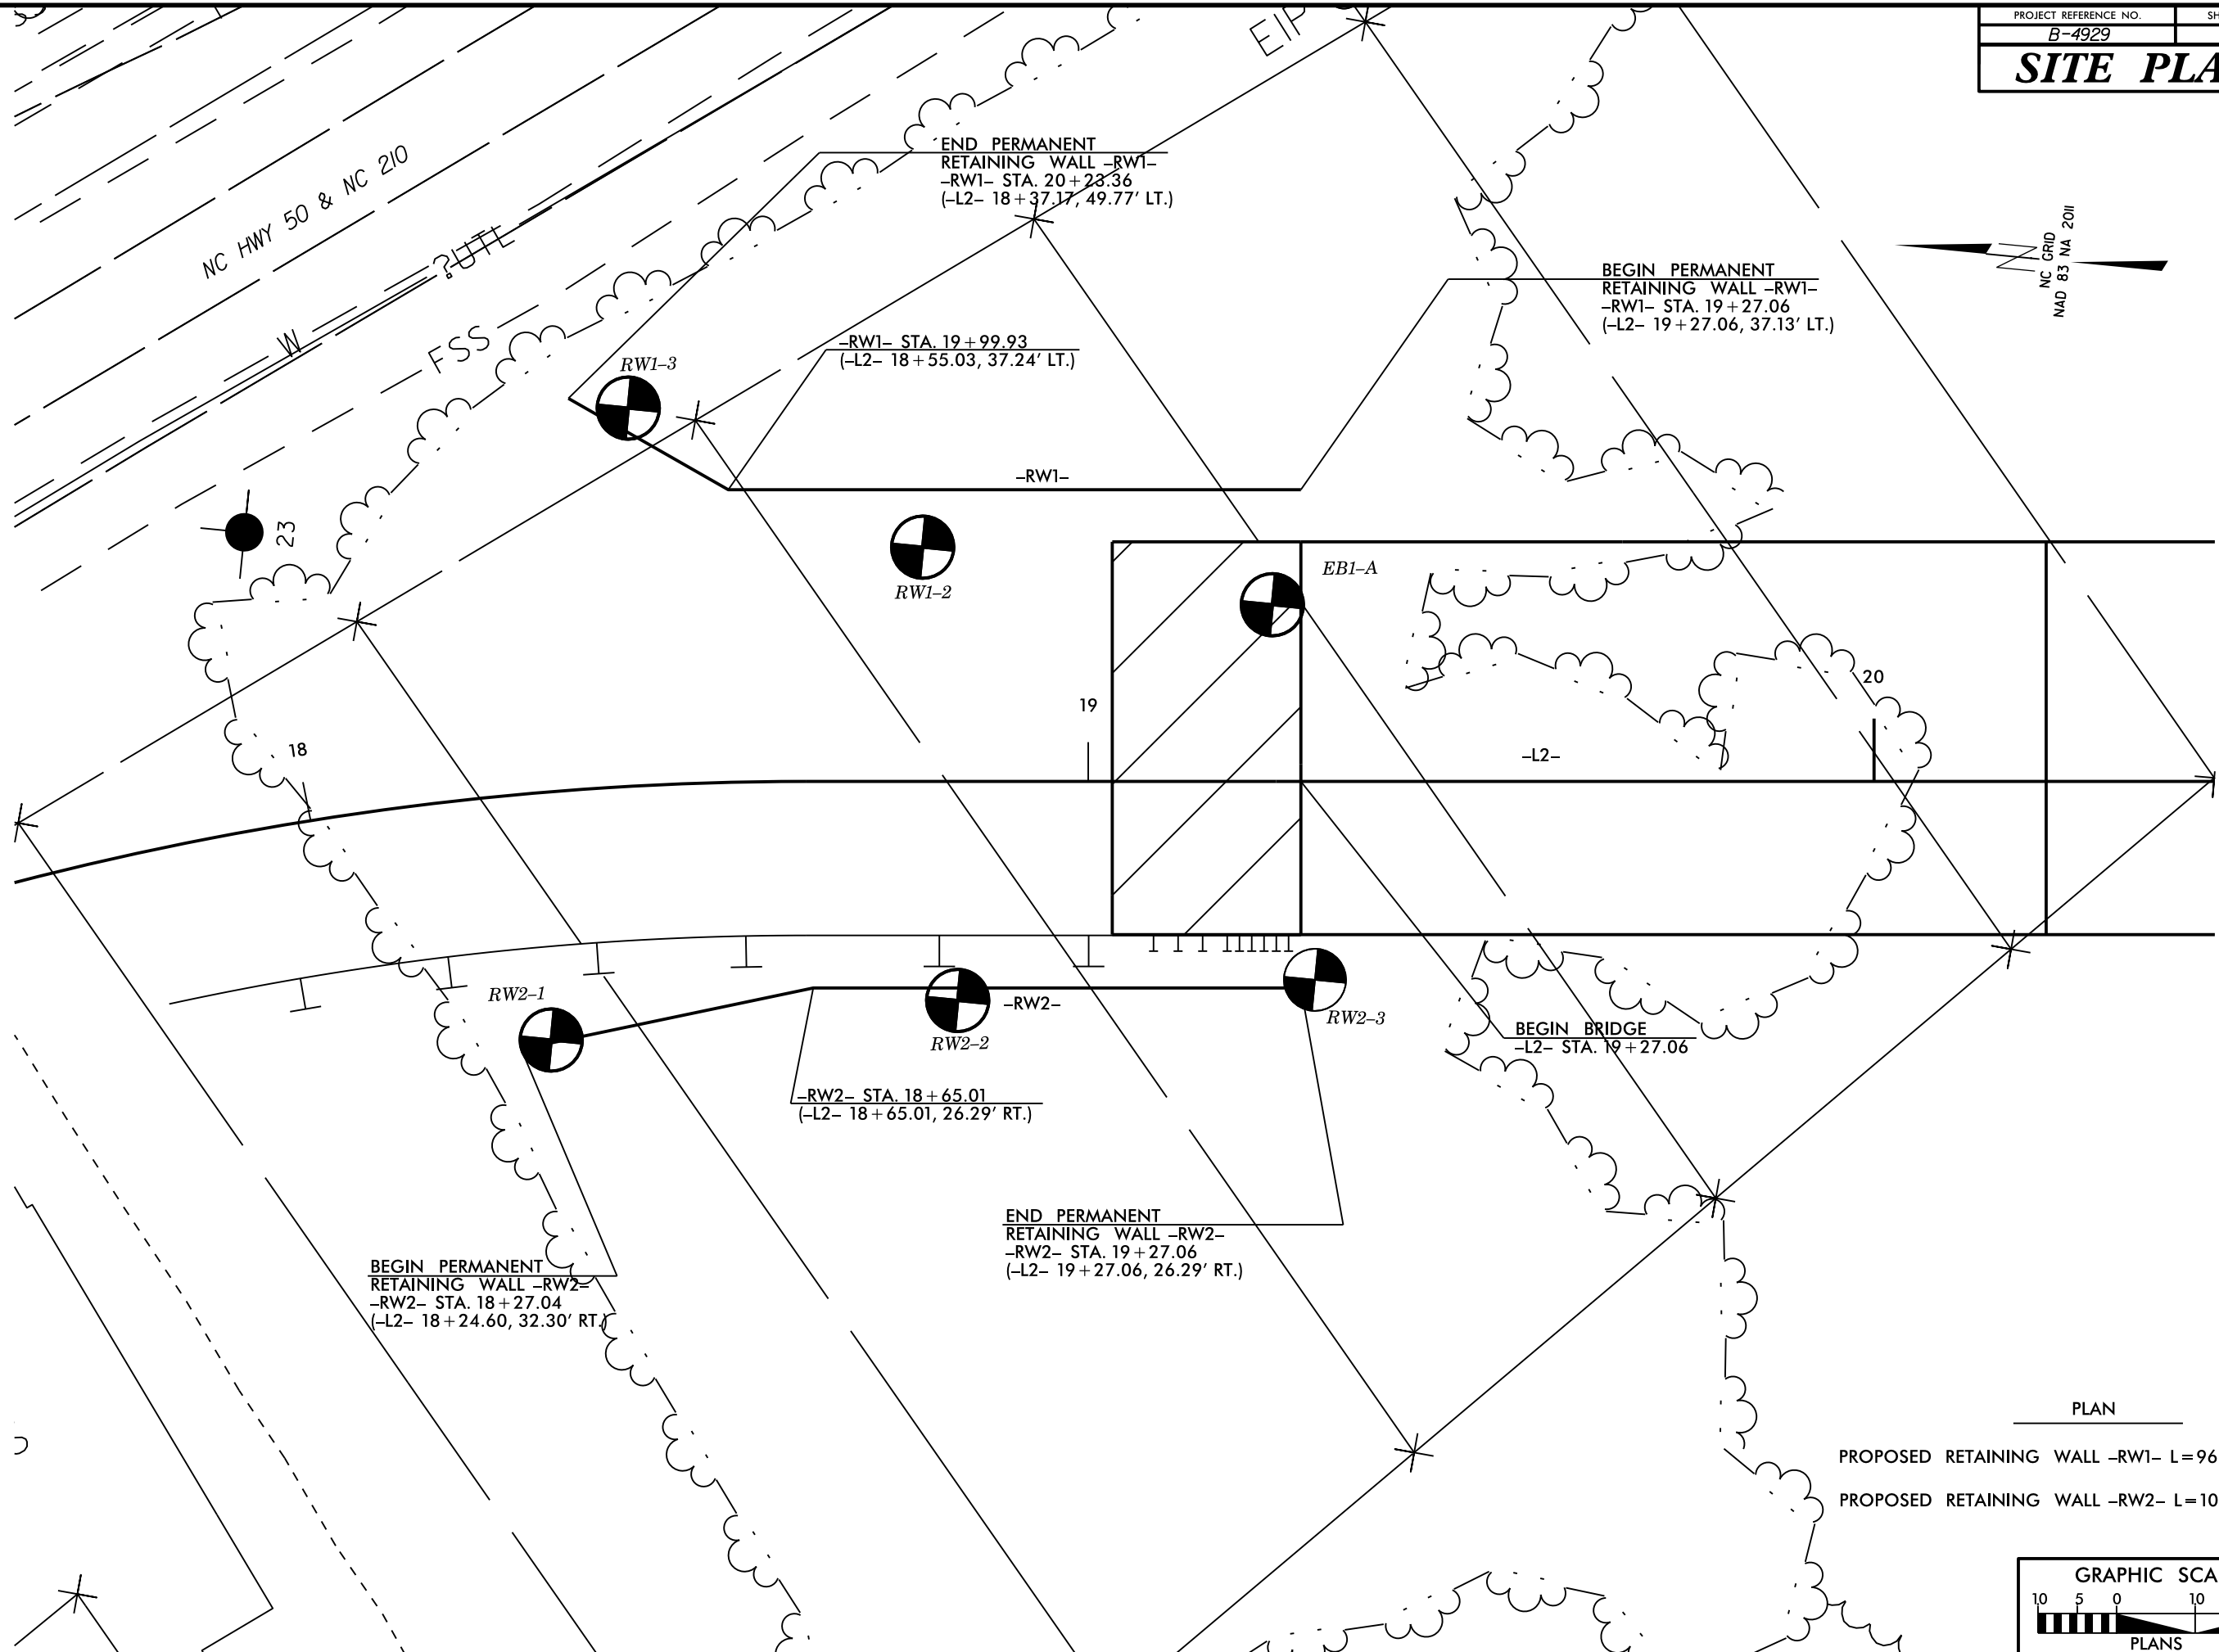 PROJECT REFERENCE NO.
B-4929
NC HWY 50 & NC 210
?UTL
W
FSS
END PERMANENT
RETAINING WALL –RW1–
–RW1– STA. 20+23.36
(–L2– 18+37.17, 49.77' LT.)
NC GRID
NAD 83 NA 2011
BEGIN PERMANENT
RETAINING WALL –RW1–
–RW1– STA. 19+27.06
(–L2– 19+27.06, 37.13' LT.)
–RW1– STA. 19+99.93
(–L2– 18+55.03, 37.24' LT.)
RW1–3
–RW1–
23
RW1–2
EB1–A
20
19
18
–L2–
RW2–1
–RW2–
RW2–2
RW2–3
BEGIN BRIDGE
–L2– STA. 19+27.06
–RW2– STA. 18+65.01
(–L2– 18+65.01, 26.29' RT.)
END PERMANENT
RETAINING WALL –RW2–
–RW2– STA. 19+27.06
(–L2– 19+27.06, 26.29' RT.)
BEGIN PERMANENT
RETAINING WALL –RW2–
–RW2– STA. 18+27.04
(–L2– 18+24.60, 32.30' RT.)
PLAN
PROPOSED RETAINING WALL –RW1– L=96
PROPOSED RETAINING WALL –RW2– L=10
GRAPHIC
10 5 0 10
PLANS
SITE